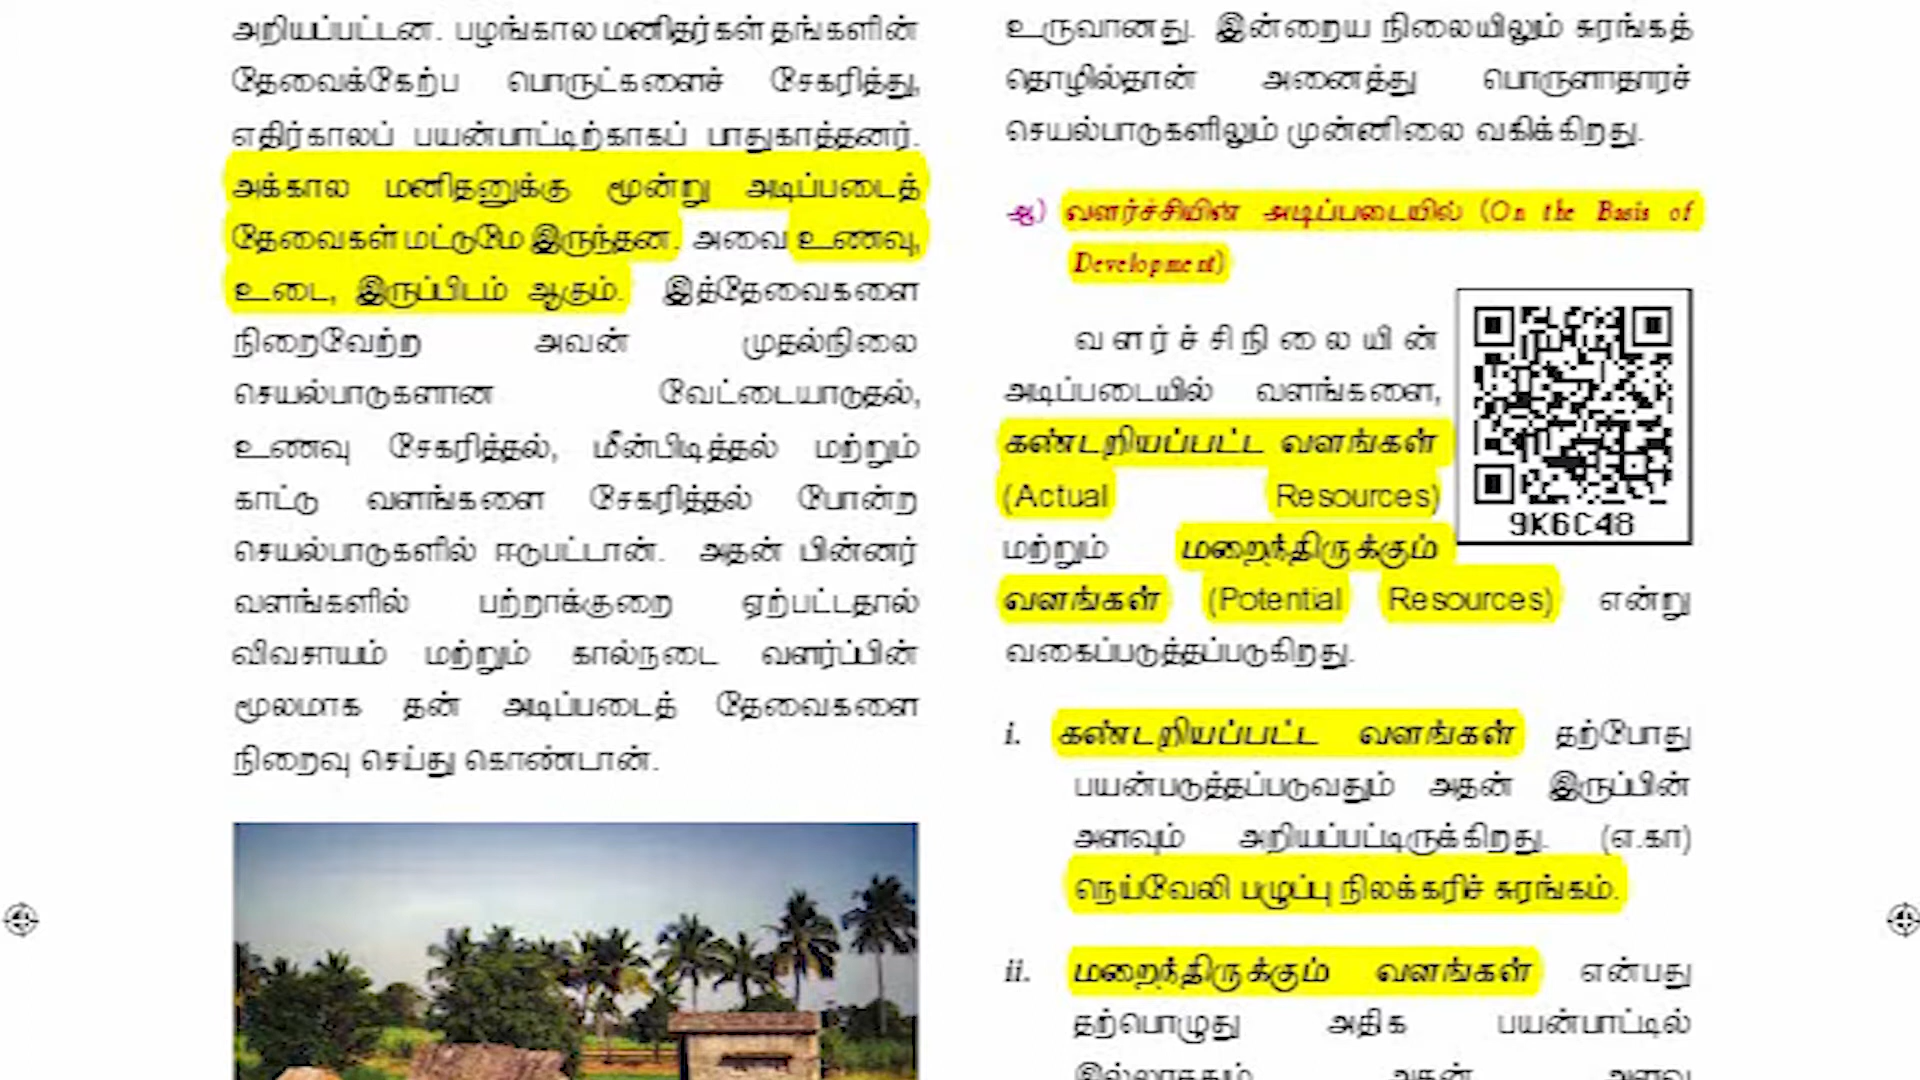 அறியப்பட்டன. பழங்கால மனிதர்கள் தங்களின்
தேவைக்கேற்ப பொருட்களைச் சேகரித்து,
எதிர்காலப் பயன்பாட்டிற்காகப் பாதுகாத்தனர்.
அக்கால மனிதனுக்கு மூன்று அடிப்படைத்
தேவைகள் மட்டுமே இருந்தன. அவை உணவு,
உடை, இருப்பிடம் ஆகும். இத்தேவைகளை
நிறைவேற்ற அவன் முதல்நிலை
செயல்பாடுகளான வேட்டையாடுதல்,
உணவு சேகரித்தல், மீன்பிடித்தல் மற்றும்
காட்டு வளங்களை சேகரித்தல் போன்ற
செயல்பாடுகளில் ஈடுபட்டான். அதன் பின்னர்
வளங்களில் பற்றாக்குறை ஏற்பட்டதால்
விவசாயம் மற்றும் கால்நடை வளர்ப்பின்
மூலமாக தன் அடிப்படைத் தேவைகளை
நிறைவு செய்து கொண்டான்.
உருவானது. இன்றைய நிலையிலும் சுரங்கத்
தொழில்தான் அனைத்து பொருளாதாரச்
செயல்பாடுகளிலும் முன்னிலை வகிக்கிறது.
ஆ) வளர்ச்சியின் அடிப்படையில் (On the Basis of
Development)
வளர்ச்சிநிலையின்
அடிப்படையில் வளங்களை,
கண்டறியப்பட்ட வளங்கள்
(Actual Resources)
9K6C48
மற்றும் மறைந்திருக்கும்
வளங்கள் (Potential Resources) என்று
வகைப்படுத்தப்படுகிறது.
i. கண்டறியப்பட்ட வளங்கள் தற்போது
பயன்படுத்தப்படுவதும் அதன் இருப்பின்
அளவும் அறியப்பட்டிருக்கிறது. (எ.கா)
நெய்வேலி பழுப்பு நிலக்கரிச் சுரங்கம்.
ii. மறைந்திருக்கும் வளங்கள் என்பது
தற்பொழுது அதிக பயன்பாட்டில்
இல்லாததும் அதன் அளவு